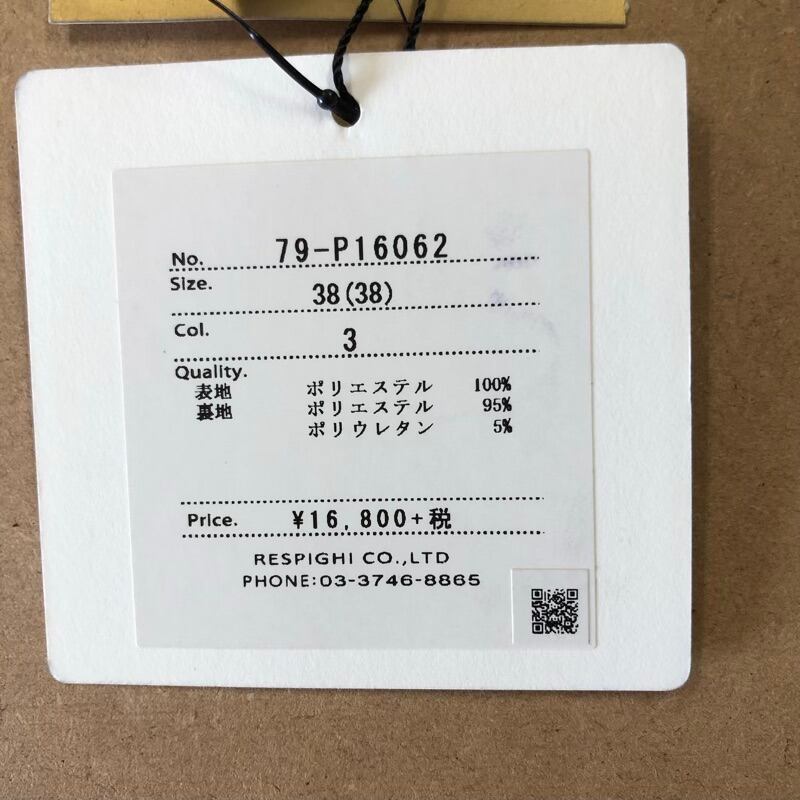 No. 79-P16062
Size. 38(38)
Col. 3
Quality.
表地 ポリエステル 100%
裏地 ポリエステル 95%
ポリウレタン 5%
Price. ¥16,800+税
RESPIGHI CO.,LTD
PHONE:03-3746-8865